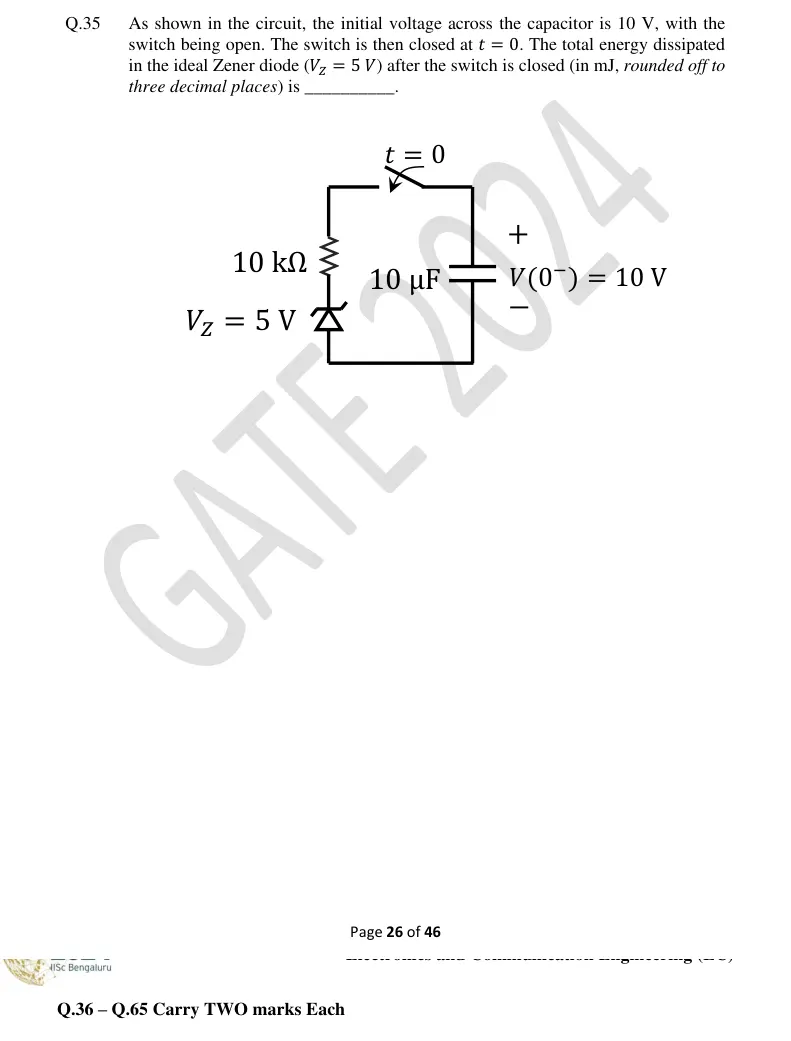 Q.35 As shown in the circuit, the initial voltage across the capacitor is 10 V, with the
switch being open. The switch is then closed at t = 0. The total energy dissipated
in the ideal Zener diode (V_Z = 5 V) after the switch is closed (in mJ, rounded off to
three decimal places) is __________.
t = 0
+
10 kΩ
10 μF
V(0⁻) = 10 V
−
V_Z = 5 V
GATE 2024
Page 26 of 46
IISc Bengaluru
Q.36 – Q.65 Carry TWO marks Each